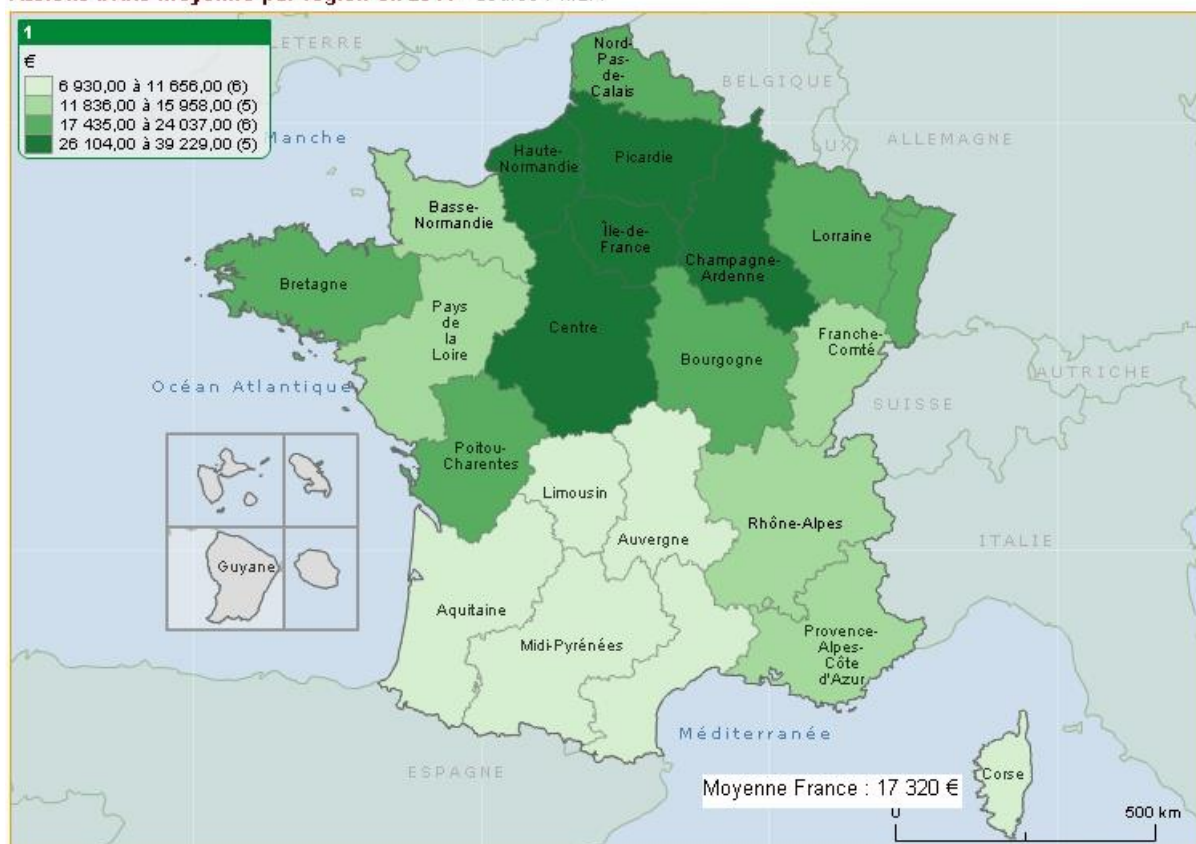 1
€
6 930,00 à 11 656,00 (6)
11 836,00 à 15 958,00 (5)
17 435,00 à 24 037,00 (6)
26 104,00 à 39 229,00 (5)
LETERRE
Manche
Nord-
Pas-
de-
Calais
BELGIQUE
LUX
ALLEMAGNE
Haute-
Normandie
Picardie
Basse-
Normandie
Île-de-
France
Lorraine
Champagne-
Ardenne
Bretagne
Pays
de
la
Loire
Centre
Bourgogne
Franche-
Comté
Océan Atlantique
AUTRICHE
SUISSE
Poitou-
Charentes
Limousin
Auvergne
Rhône-Alpes
ITALIE
Guyane
Aquitaine
Midi-Pyrénées
Provence-
Alpes-
Côte
d'Azur
Méditerranée
ESPAGNE
Corse
Moyenne France : 17 320 €
0
500 km